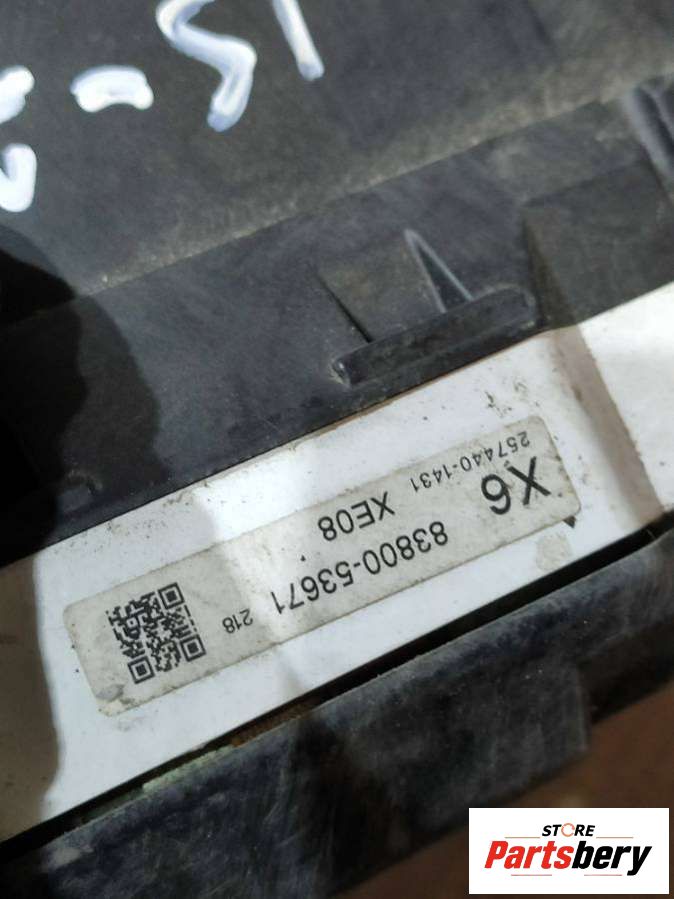 257440-1431
X6
XE08
83800-53671
218
STORE
Partsbery